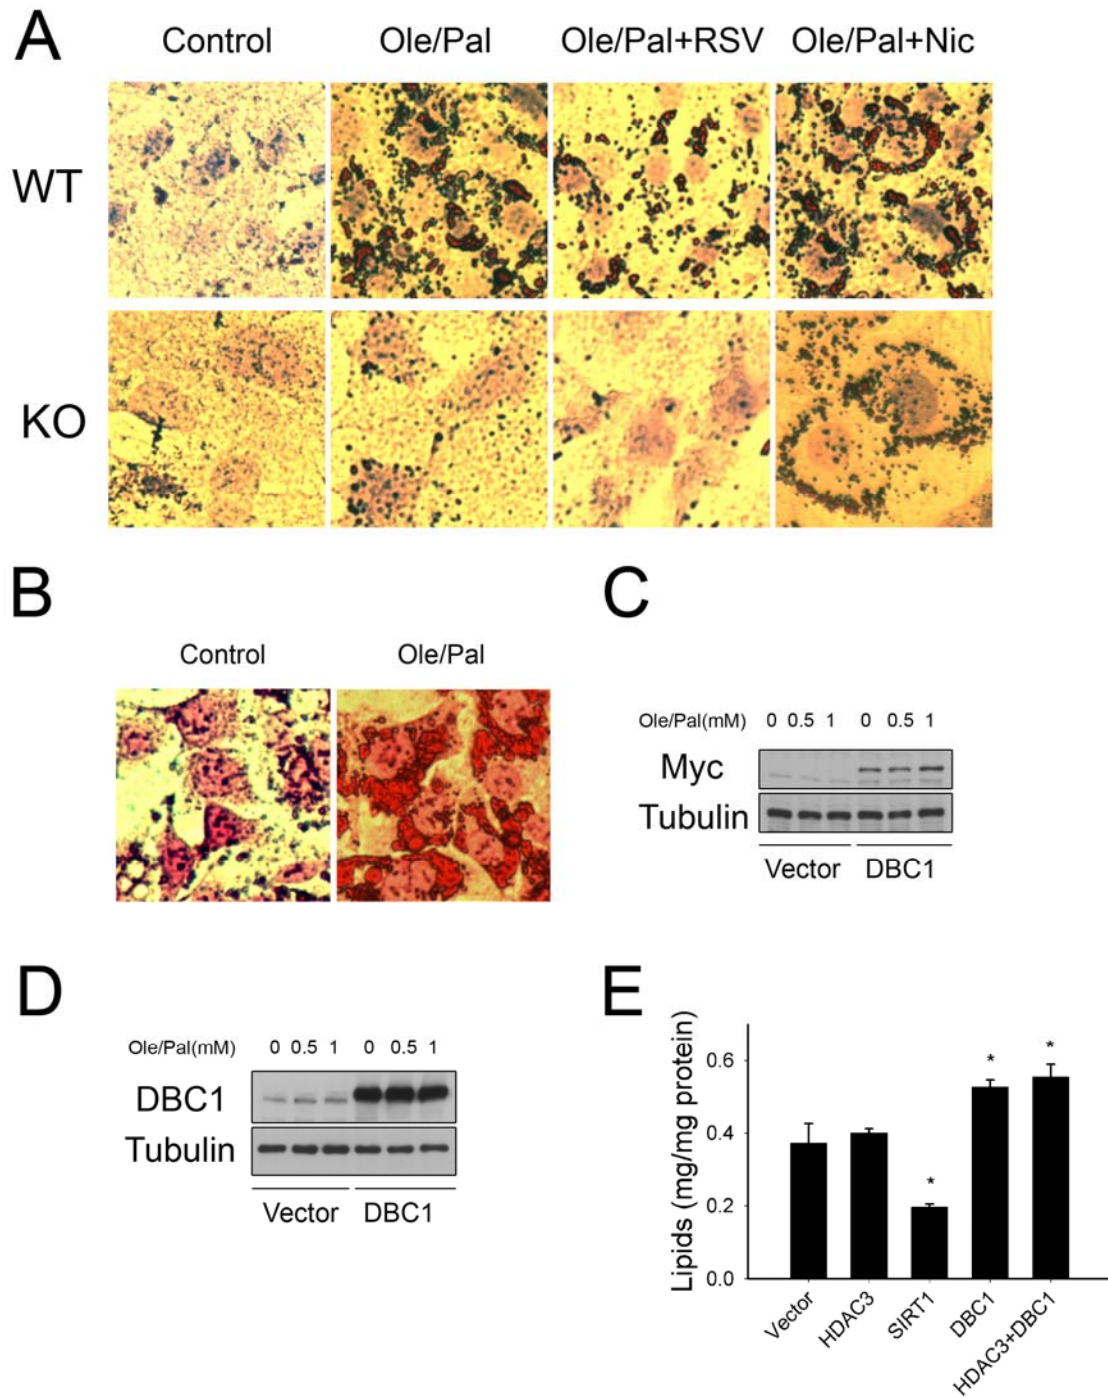 A
Control Ole/Pal Ole/Pal+RSV Ole/Pal+Nic
WT
KO
B
Control Ole/Pal
C
Ole/Pal(mM) 0 0.5 1 0 0.5 1
Myc
Tubulin
Vector DBC1
D
Ole/Pal(mM) 0 0.5 1 0 0.5 1
DBC1
Tubulin
Vector DBC1
E
Lipids (mg/mg protein)
0.6
0.4
0.2
0.0
* * *
Vector HDAC3 SIRT1 DBC1 HDAC3+DBC1